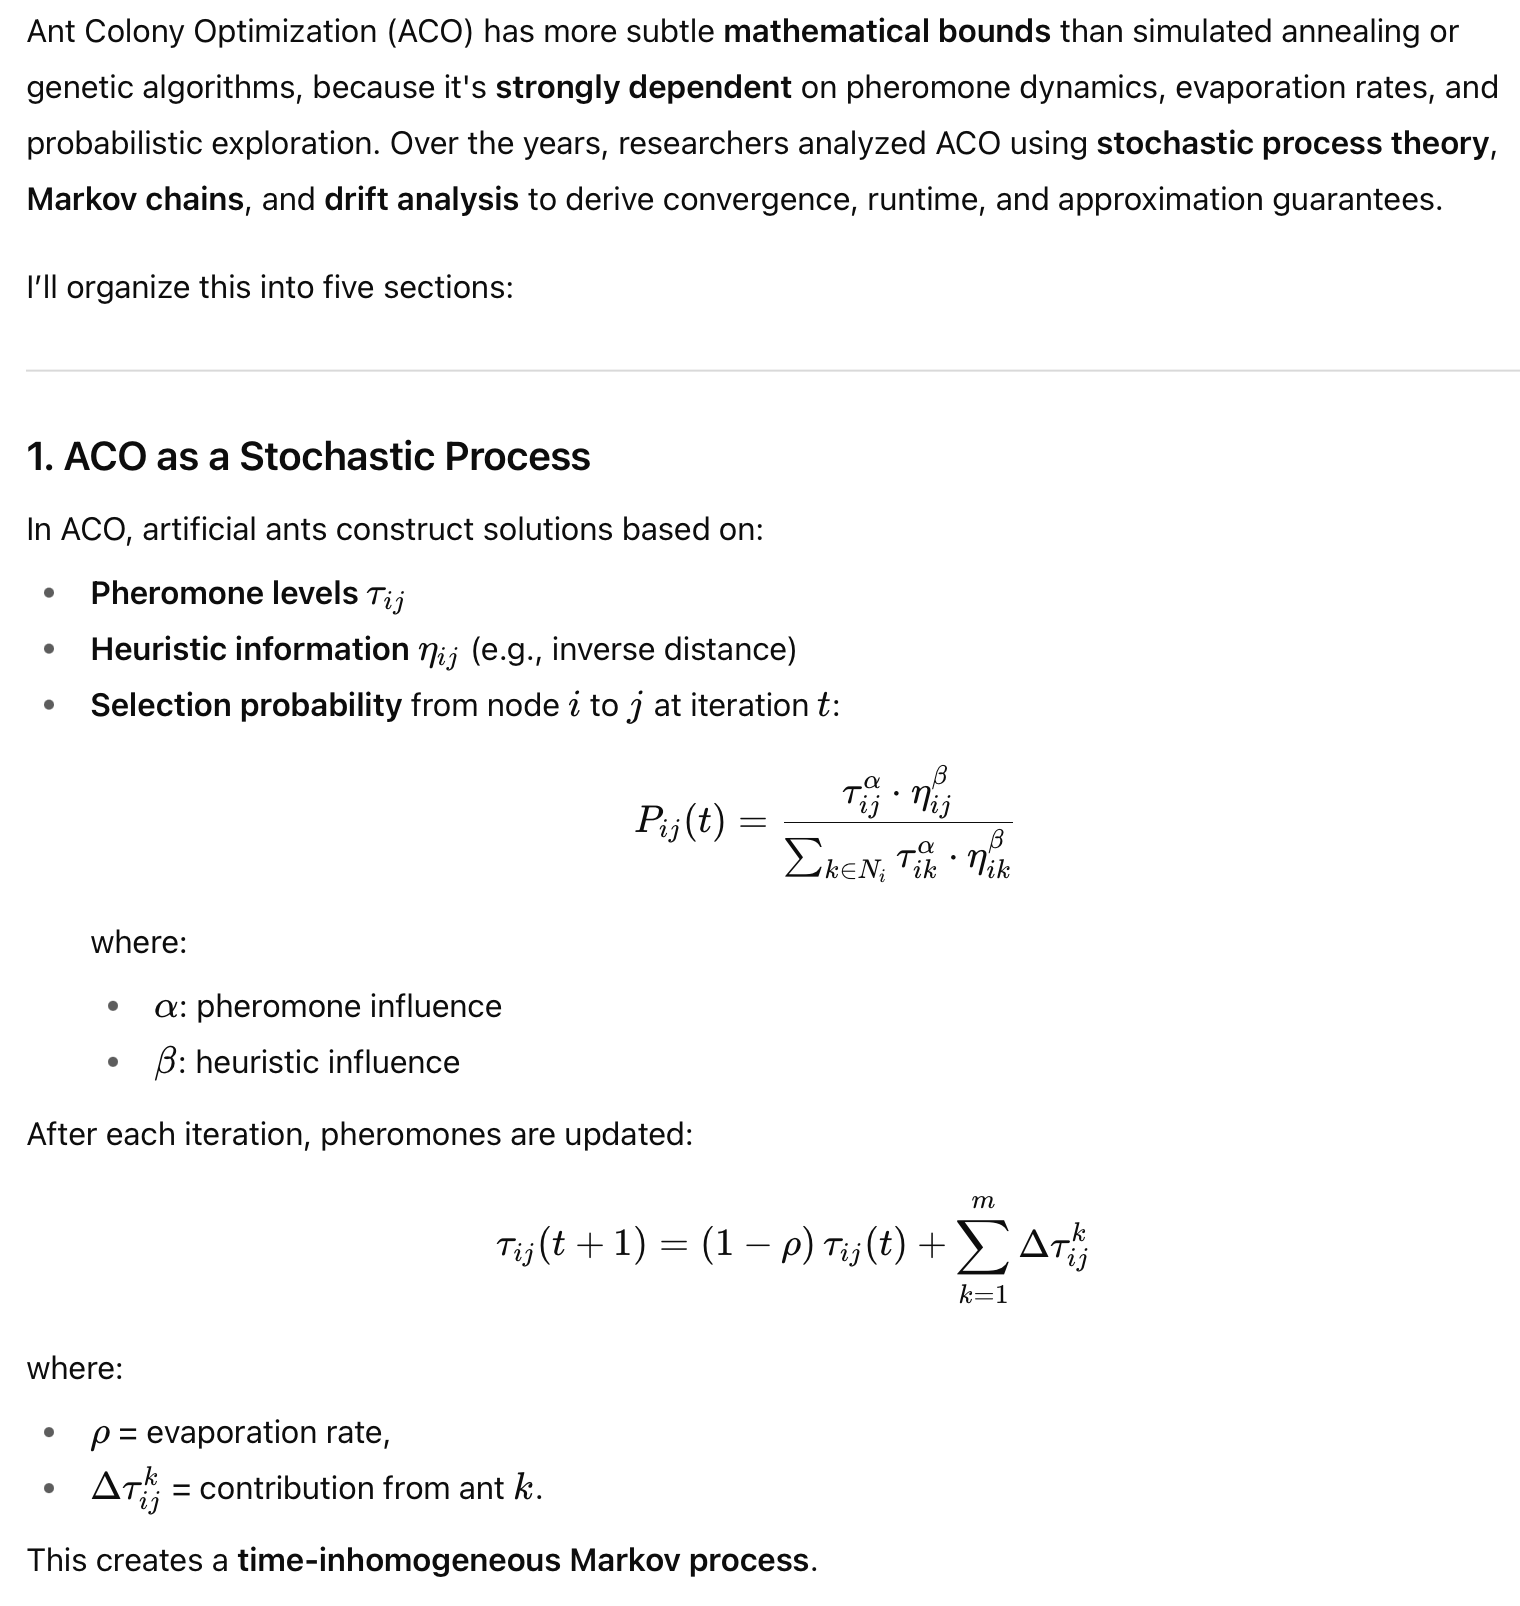 Ant Colony Optimization (ACO) has more subtle mathematical bounds than simulated annealing or
genetic algorithms, because it's strongly dependent on pheromone dynamics, evaporation rates, and
probabilistic exploration. Over the years, researchers analyzed ACO using stochastic process theory,
Markov chains, and drift analysis to derive convergence, runtime, and approximation guarantees.
I’ll organize this into five sections:
1. ACO as a Stochastic Process
In ACO, artificial ants construct solutions based on:
• Pheromone levels $\tau_{ij}$
• Heuristic information $\eta_{ij}$ (e.g., inverse distance)
• Selection probability from node $i$ to $j$ at iteration $t$:
$P_{ij}(t) = \frac{\tau_{ij}^{\alpha} \cdot \eta_{ij}^{\beta}}{\sum_{k \in N_i} \tau_{ik}^{\alpha} \cdot \eta_{ik}^{\beta}}$
where:
• $\alpha$: pheromone influence
• $\beta$: heuristic influence
After each iteration, pheromones are updated:
$\tau_{ij}(t+1) = (1-\rho)\,\tau_{ij}(t) + \sum_{k=1}^{m} \Delta\tau_{ij}^{k}$
where:
• $\rho$ = evaporation rate,
• $\Delta\tau_{ij}^{k}$ = contribution from ant $k$.
This creates a time-inhomogeneous Markov process.